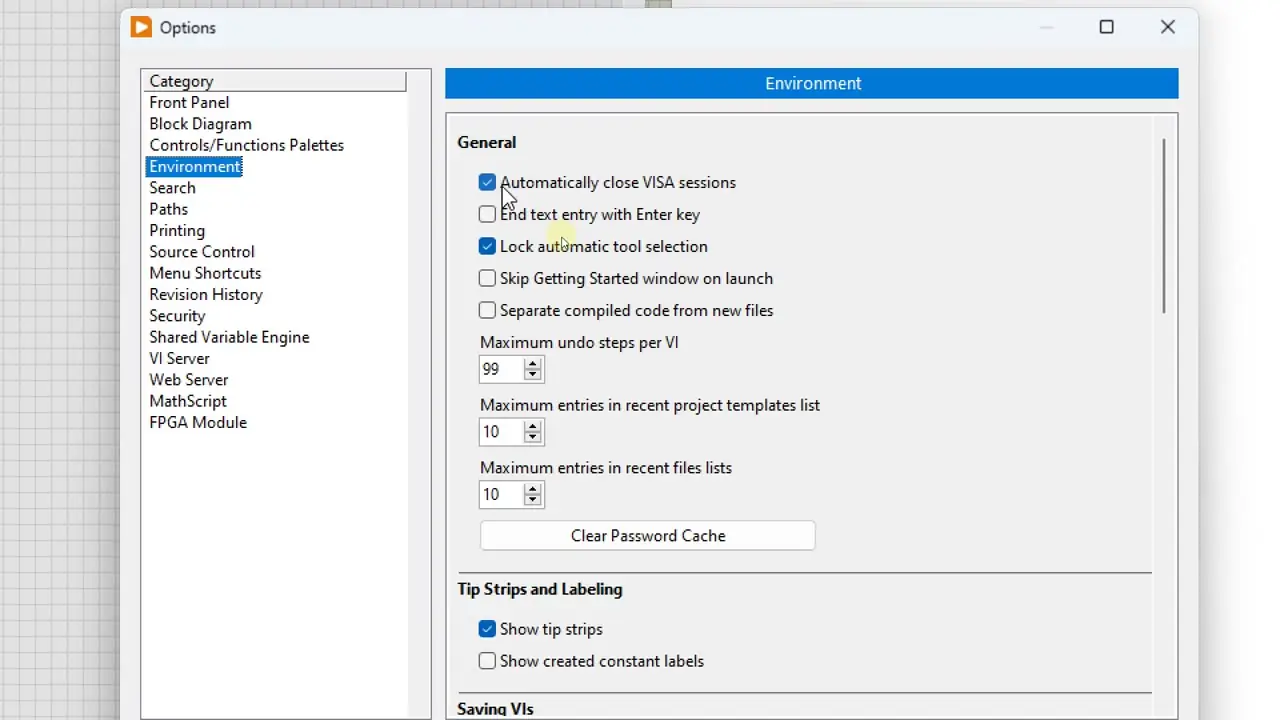 Options
Category
Front Panel
Block Diagram
Controls/Functions Palettes
Environment
Search
Paths
Printing
Source Control
Menu Shortcuts
Revision History
Security
Shared Variable Engine
VI Server
Web Server
MathScript
FPGA Module
Environment
General
Automatically close VISA sessions
End text entry with Enter key
Lock automatic tool selection
Skip Getting Started window on launch
Separate compiled code from new files
Maximum undo steps per VI
99
Maximum entries in recent project templates list
10
Maximum entries in recent files lists
10
Clear Password Cache
Tip Strips and Labeling
Show tip strips
Show created constant labels
Saving VIs